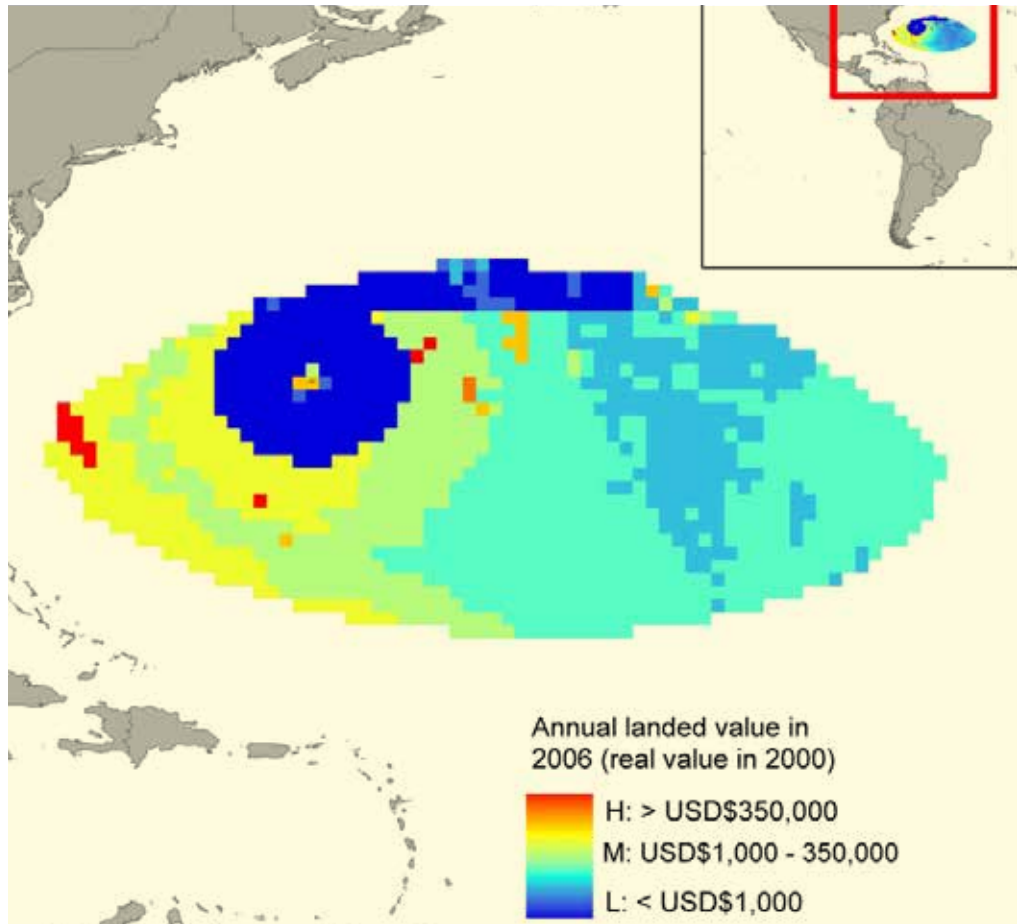 Annual landed value in
2006 (real value in 2000)
H: > USD$350,000
M: USD$1,000 - 350,000
L: < USD$1,000